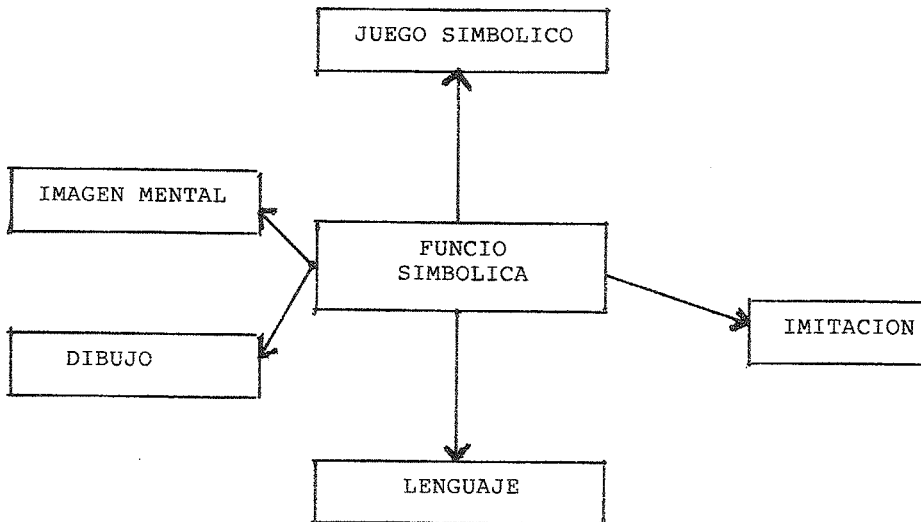 JUEGO SIMBOLICO
IMAGEN MENTAL
FUNCIO
SIMBOLICA
IMITACION
DIBUJO
LENGUAJE